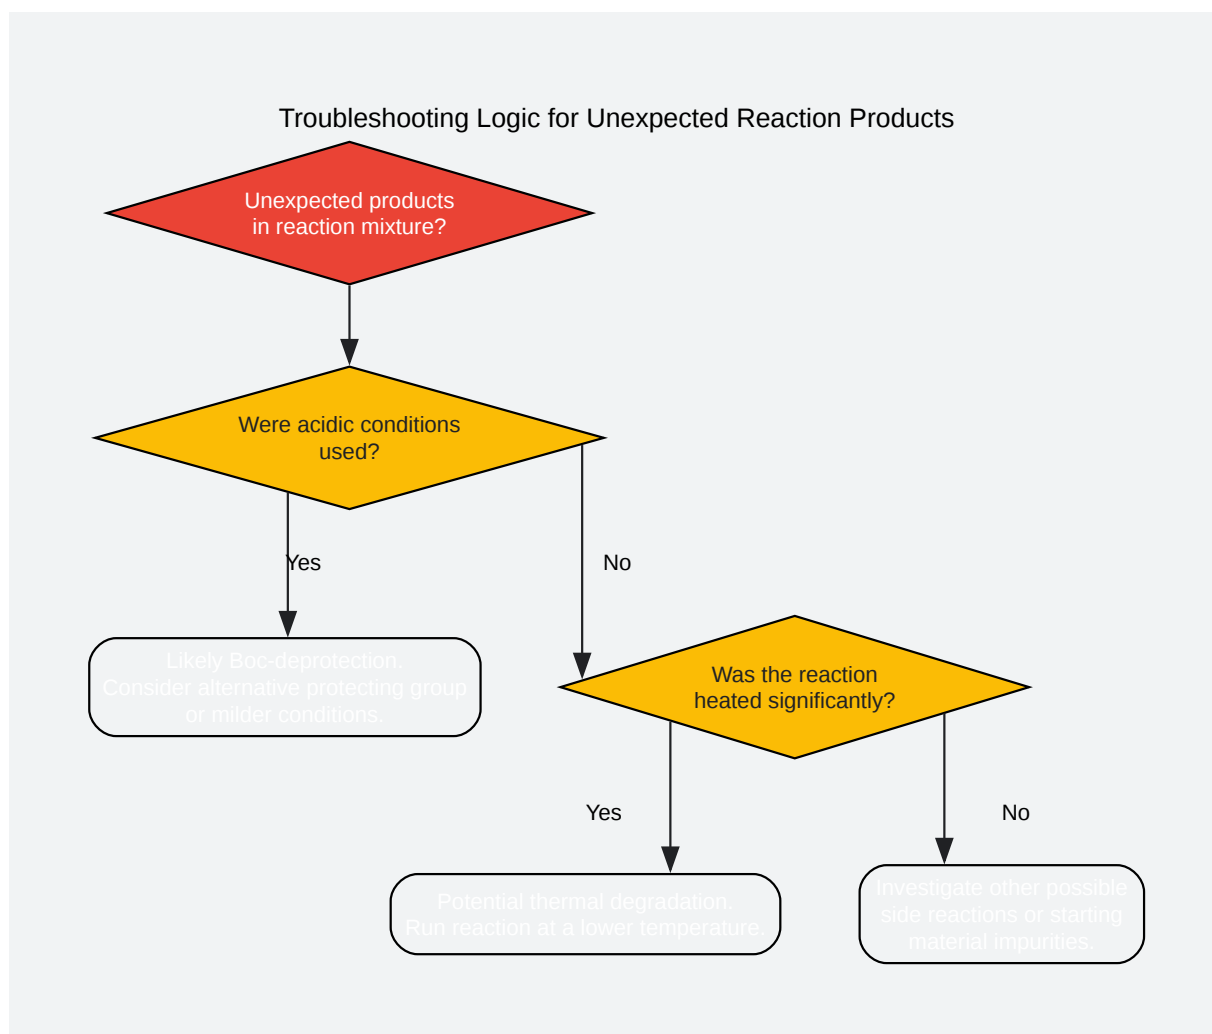 Troubleshooting Logic for Unexpected Reaction Products
Unexpected products
in reaction mixture?
Were acidic conditions
used?
Yes
No
Likely Boc-deprotection.
Consider alternative protecting group
or milder conditions.
Was the reaction
heated significantly?
Yes
No
Potential thermal degradation.
Run reaction at a lower temperature.
Investigate other possible
side reactions or starting
material impurities.